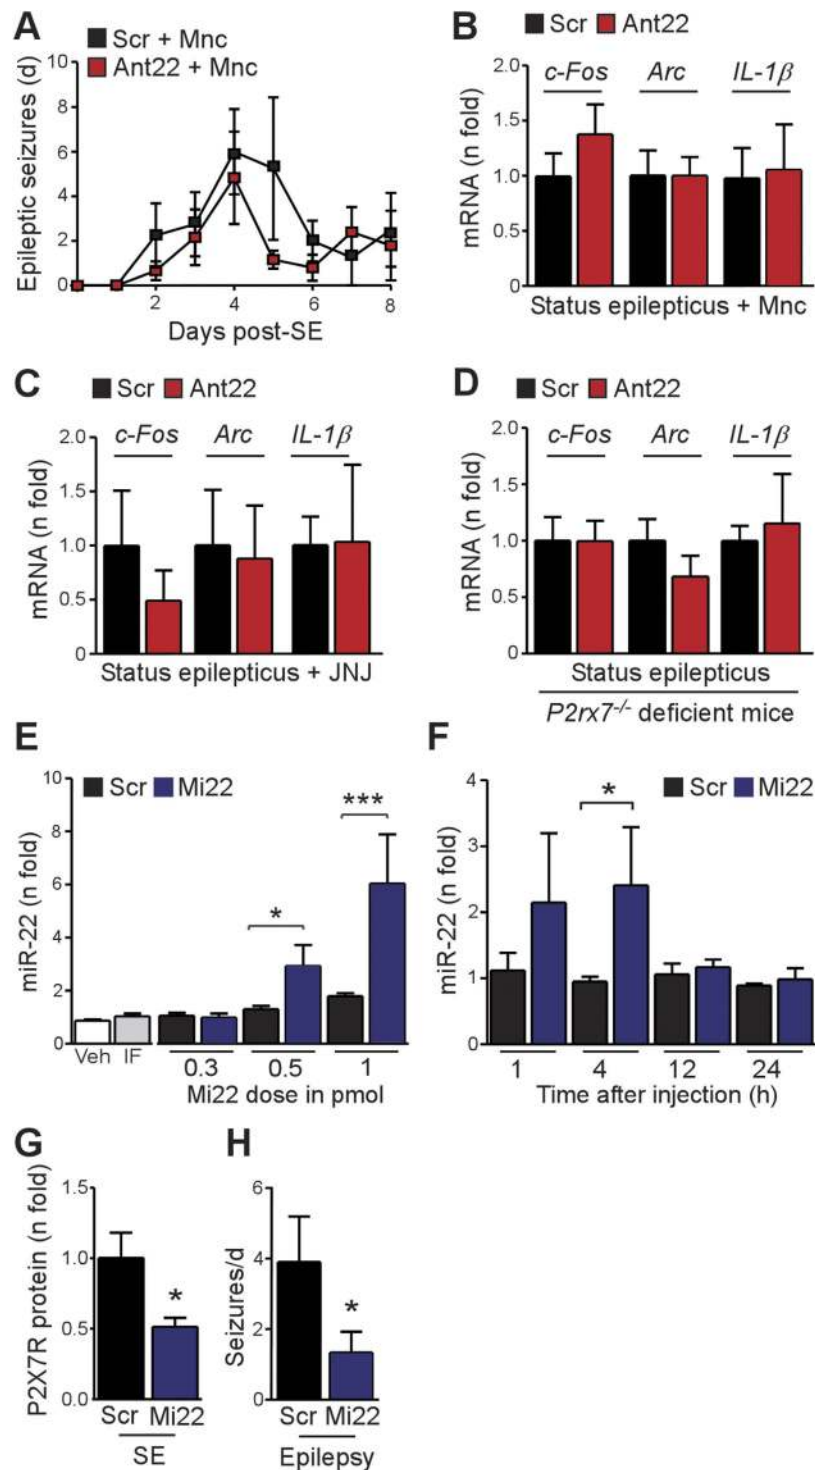 A
Scr + Mnc
Ant22 + Mnc
Epileptic seizures (d)
10
8
6
4
2
0
2 4 6 8
Days post-SE
B
Scr Ant22
c-Fos Arc IL-1β
mRNA (n fold)
2.0
1.5
1.0
0.5
0
Status epilepticus + Mnc
C
Scr Ant22
c-Fos Arc IL-1β
mRNA (n fold)
2.0
1.5
1.0
0.5
0
Status epilepticus + JNJ
D
Scr Ant22
c-Fos Arc IL-1β
mRNA (n fold)
2.0
1.5
1.0
0.5
0
Status epilepticus
P2rx7-/- deficient mice
E
Scr Mi22
miR-22 (n fold)
10
8
6
4
2
0
* ***
Veh IF 0.3 0.5 1
Mi22 dose in pmol
F
Scr Mi22
miR-22 (n fold)
4
3
2
1
0
*
1 4 12 24
Time after injection (h)
G
P2X7R protein (n fold)
1.5
1.0
0.5
0.0
*
Scr Mi22
SE
H
Seizures/d
6
4
2
0
*
Scr Mi22
Epilepsy